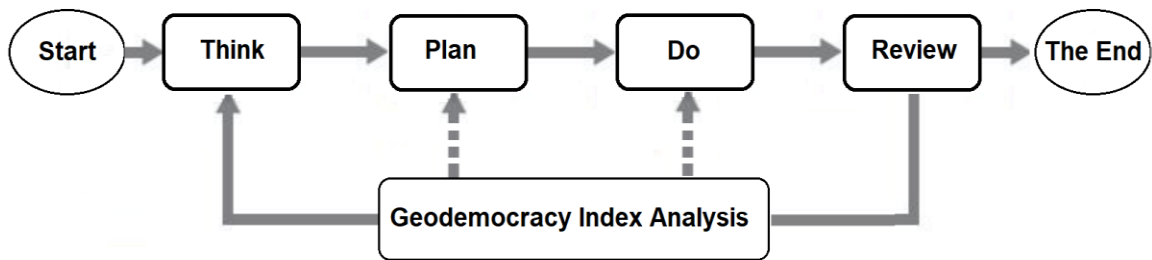 Start
Think
Plan
Do
Review
The End
Geodemocracy Index Analysis